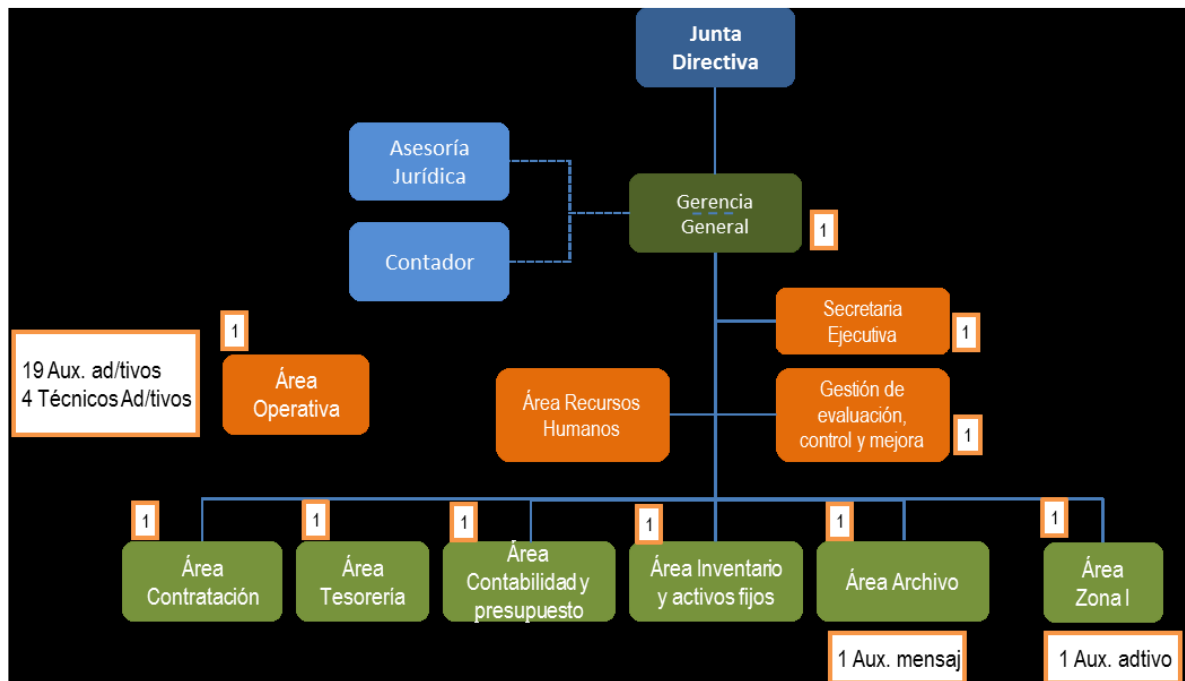 Junta
Directiva
Asesoría
Jurídica
Gerencia
General
1
Contador
Secretaria
Ejecutiva
1
1
19 Aux. ad/tivos
4 Técnicos Ad/tivos
Área
Operativa
Área Recursos
Humanos
Gestión de
evaluación,
control y mejora
1
1
Área
Contratación
1
Área
Tesorería
1
Área
Contabilidad y
presupuesto
1
Área Inventario
y activos fijos
1
Área Archivo
1 Aux. mensaj
1
Área
Zona I
1 Aux. adtivo